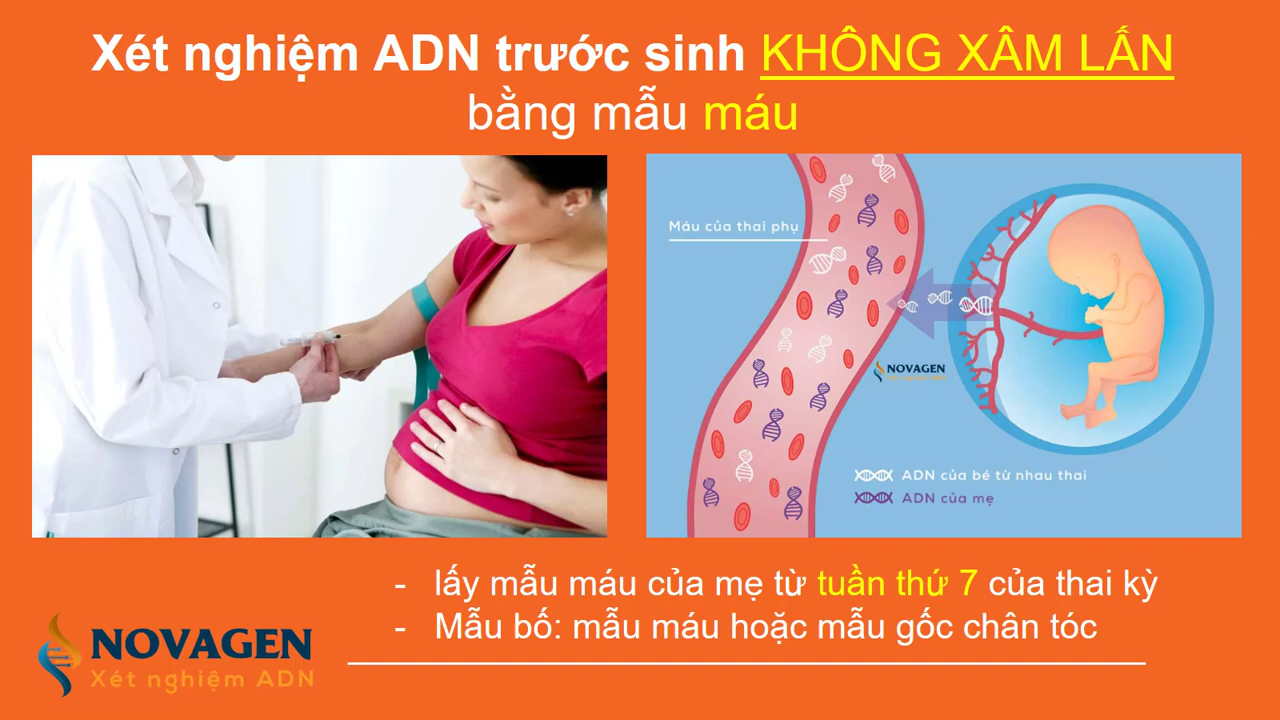 Xét nghiệm ADN trước sinh KHÔNG XÂM LẤN
bằng mẫu máu
Máu của thai phụ
NOVAGEN
ADN của bé từ nhau thai
ADN của mẹ
- lấy mẫu máu của mẹ từ tuần thứ 7 của thai kỳ
- Mẫu bố: mẫu máu hoặc mẫu gốc chân tóc
NOVAGEN
Xét nghiệm ADN